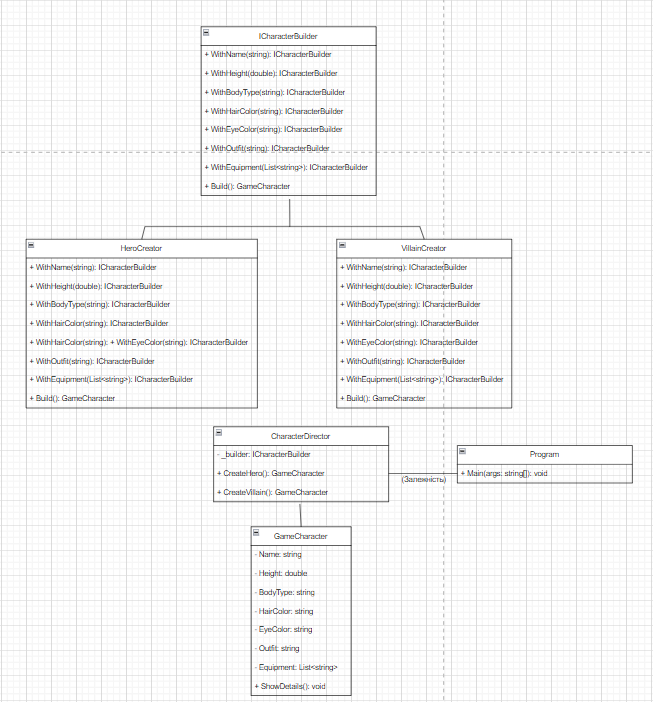 ICharacterBuilder
+ WithName(string): ICharacterBuilder
+ WithHeight(double): ICharacterBuilder
+ WithBodyType(string): ICharacterBuilder
+ WithHairColor(string): ICharacterBuilder
+ WithEyeColor(string): ICharacterBuilder
+ WithOutfit(string): ICharacterBuilder
+ WithEquipment(List<string>): ICharacterBuilder
+ Build(): GameCharacter
HeroCreator
+ WithName(string): ICharacterBuilder
+ WithHeight(double): ICharacterBuilder
+ WithBodyType(string): ICharacterBuilder
+ WithHairColor(string): ICharacterBuilder
+ WithHairColor(string): + WithEyeColor(string): ICharacterBuilder
+ WithOutfit(string): ICharacterBuilder
+ WithEquipment(List<string>): ICharacterBuilder
+ Build(): GameCharacter
VillainCreator
+ WithName(string): ICharacterBuilder
+ WithHeight(double): ICharacterBuilder
+ WithBodyType(string): ICharacterBuilder
+ WithHairColor(string): ICharacterBuilder
+ WithEyeColor(string): ICharacterBuilder
+ WithOutfit(string): ICharacterBuilder
+ WithEquipment(List<string>): ICharacterBuilder
+ Build(): GameCharacter
CharacterDirector
- _builder: ICharacterBuilder
+ CreateHero(): GameCharacter
+ CreateVillain(): GameCharacter
(Залежність)
Program
+ Main(args: string[]): void
GameCharacter
- Name: string
- Height: double
- BodyType: string
- HairColor: string
- EyeColor: string
- Outfit: string
- Equipment: List<string>
+ ShowDetails(): void